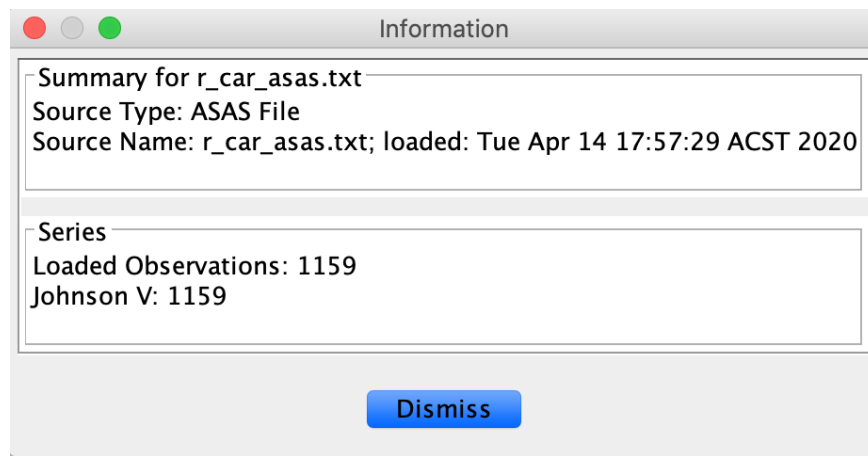 Information
Summary for r_car_asas.txt
Source Type: ASAS File
Source Name: r_car_asas.txt; loaded: Tue Apr 14 17:57:29 ACST 2020
Series
Loaded Observations: 1159
Johnson V: 1159
Dismiss